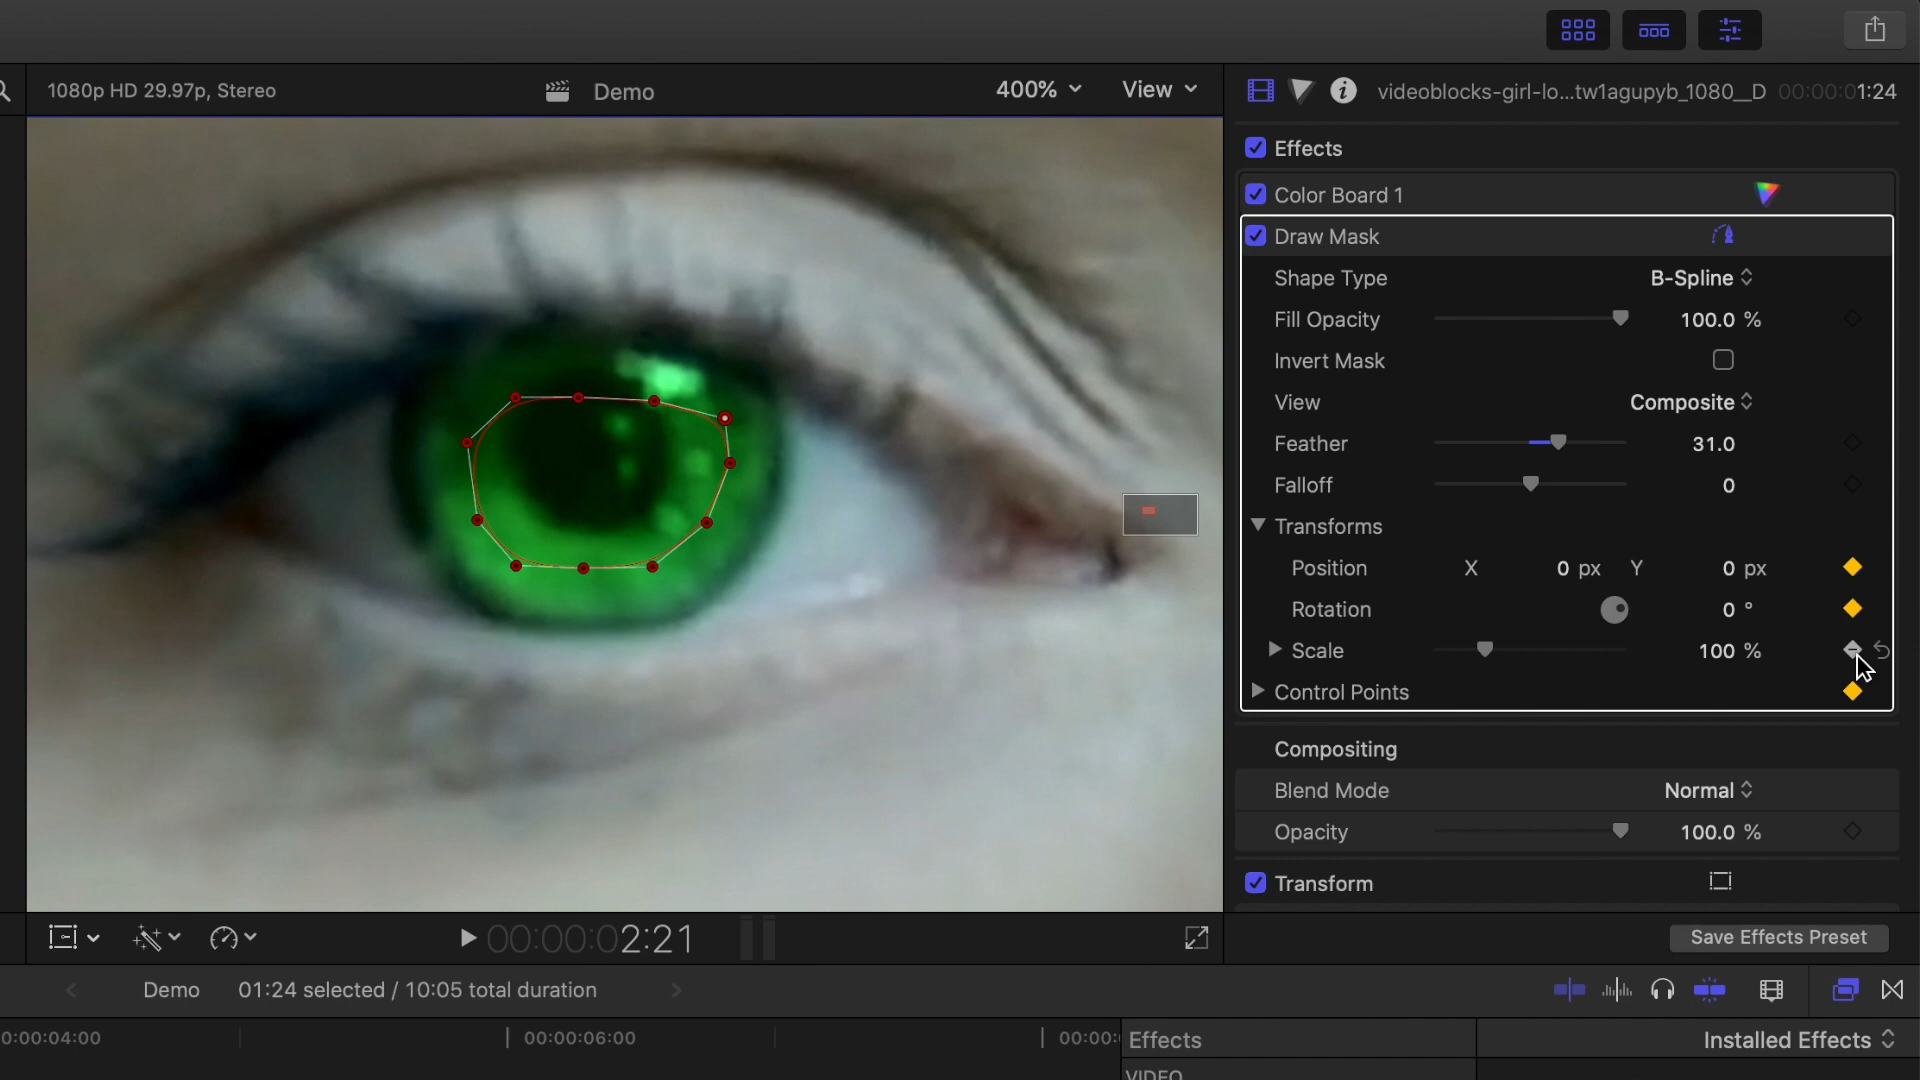 1080p HD 29.97p, Stereo
Demo
400%
View
videoblocks-girl-lo...tw1agupyb_1080__D
00:00:01:24
Effects
Color Board 1
Draw Mask
Shape Type
B-Spline
Fill Opacity
100.0 %
Invert Mask
View
Composite
Feather
31.0
Falloff
0
Transforms
Position X 0 px Y 0 px
Rotation
0 °
Scale
100 %
Control Points
Compositing
Blend Mode
Normal
Opacity
100.0 %
Transform
00:00:02:21
Save Effects Preset
Demo
01:24 selected / 10:05 total duration
0:00:04:00
00:00:06:00
00:00:
Effects
Installed Effects
VIDEO